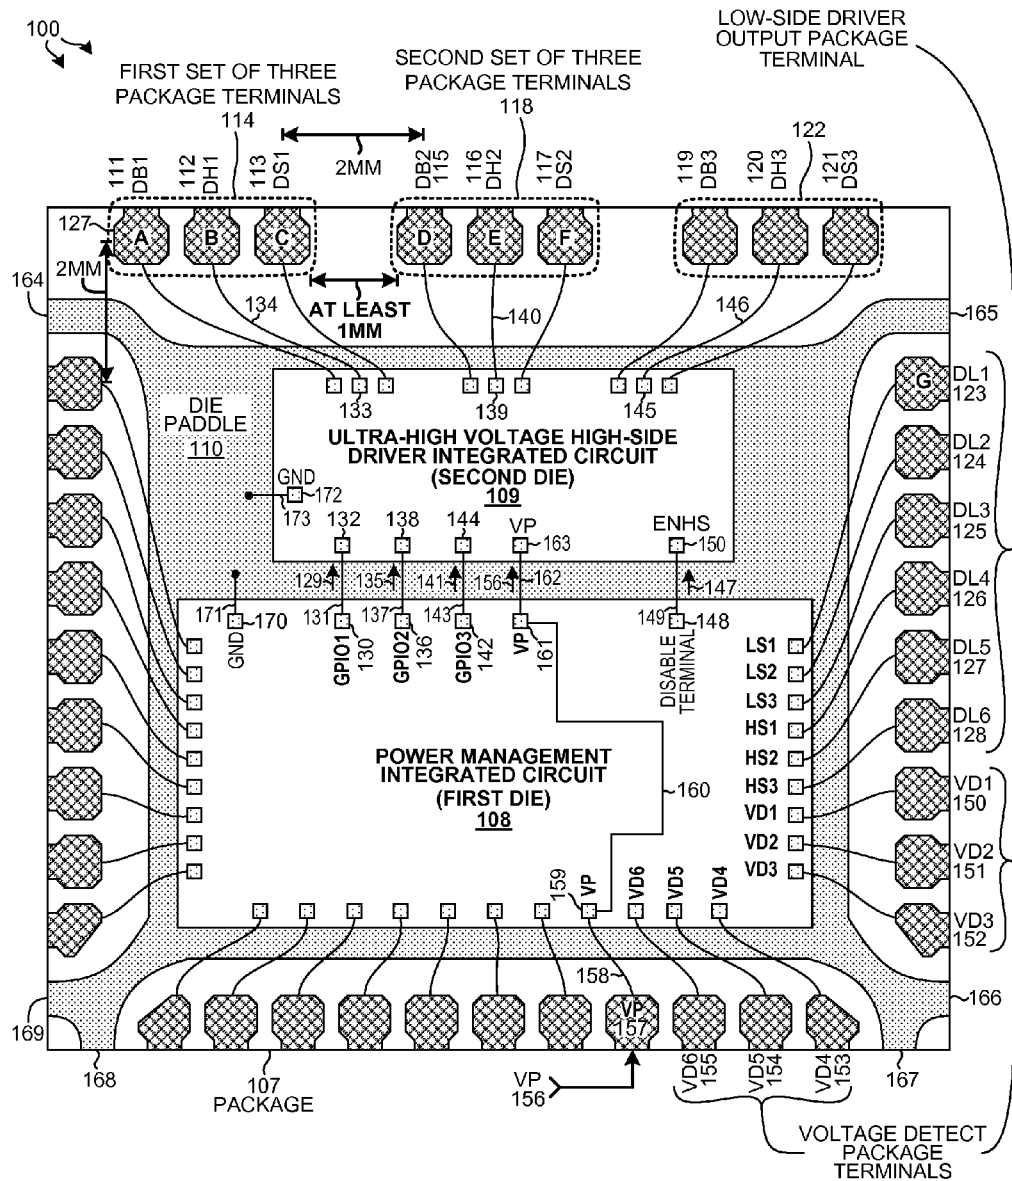 100
LOW-SIDE DRIVER
OUTPUT PACKAGE
TERMINAL
FIRST SET OF THREE
PACKAGE TERMINALS
114
SECOND SET OF THREE
PACKAGE TERMINALS
118
122
2MM
111
DB1
112
DH1
113
DS1
DB2
115
116
DH2
117
DS2
119
DB3
120
DH3
121
DS3
127
A
B
C
D
E
F
2MM
164
134
AT LEAST
1MM
140
146
165
133
139
145
DIE
PADDLE
110
ULTRA-HIGH VOLTAGE HIGH-SIDE
DRIVER INTEGRATED CIRCUIT
(SECOND DIE)
109
GND
172
173
132
138
144
VP
163
ENHS
150
129
135
141
156
162
147
171
170
GND
131
GPIO1
130
137
GPIO2
136
143
GPIO3
142
VP
161
149
148
DISABLE
TERMINAL
G
DL1
123
DL2
124
DL3
125
DL4
126
DL5
127
DL6
128
VD1
150
VD2
151
VD3
152
LS1
LS2
LS3
HS1
HS2
HS3
VD1
VD2
VD3
POWER MANAGEMENT
INTEGRATED CIRCUIT
(FIRST DIE)
108
160
159
VP
VD6
VD5
VD4
158
VP
157
169
166
168
107
PACKAGE
VP
156
VD6
155
VD5
154
VD4
153
167
VOLTAGE DETECT
PACKAGE
TERMINALS